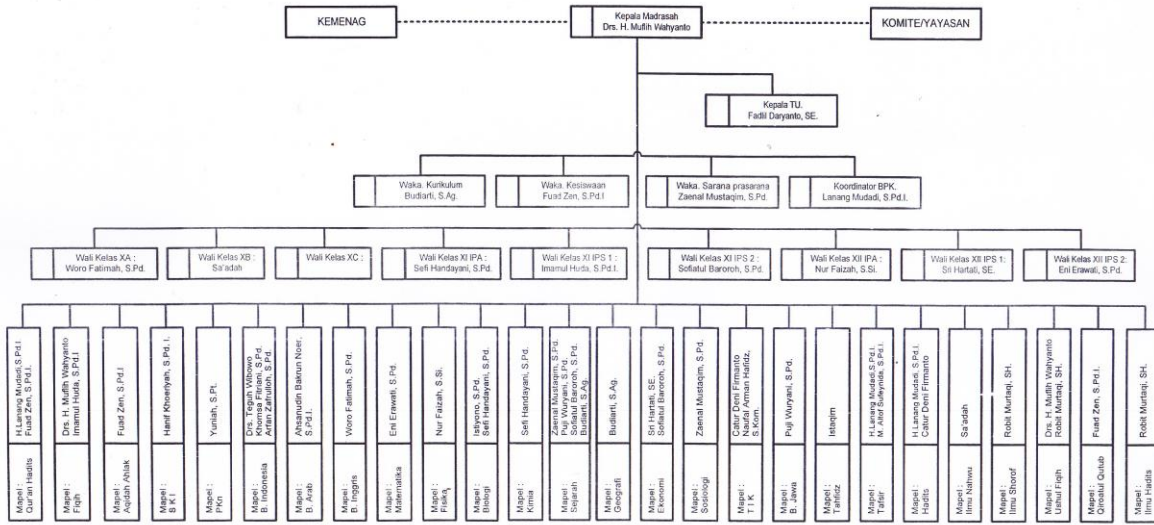 KEMENAG
Kepala Madrasah
Drs. H. Muflih Wahyanto
KOMITE/YAYASAN
Kepala TU.
Fadlil Daryanto, SE.
Waka. Kurikulum
Budiarti, S.Ag.
Waka. Kesiswaan
Fuad Zen, S.Pd.I
Waka. Sarana prasarana
Zaenal Mustaqim, S.Pd.
Koordinator BPK.
Lanang Mudadi, S.Pd.I.
Wali Kelas XA :
Woro Fatimah, S.Pd.
Wali Kelas XB :
Sa'adah
Wali Kelas XC :
Wali Kelas XI IPA :
Sefi Handayani, S.Pd.
Wali Kelas XI IPS 1 :
Imamul Huda, S.Pd.I.
Wali Kelas XI IPS 2 :
Sofiatul Baroroh, S.Pd.
Wali Kelas XII IPA :
Nur Faizah, S.Si.
Wali Kelas XII IPS 1:
Sri Hartati, SE.
Wali Kelas XII IPS 2:
Eni Erawati, S.Pd.
H.Lanang Mudadi,S.Pd.I
Fuad Zen, S.Pd.I.
Mapel :
Qur'an Hadits
Drs. H. Muflih Wahyanto
Imamul Huda, S.Pd.I
Mapel :
Fiqih
Fuad Zen, S.Pd.I
Mapel :
Aqidah Ahlak
Hanif Khoeriyah, S.Pd. I.
Mapel :
S K I
Yuniah, S.Pt.
Mapel :
PKn
Drs. Teguh Wibowo
Khomsa Fitriani, S.Pd.
Arfan Zafrulloh, S.Pd.
Mapel :
B. Indonesia
Ahsanudin Bakrun Noer,
S.Pd.I.
Mapel :
B. Arab
Woro Fatimah, S.Pd.
Mapel :
B. Inggris
Eni Erawati, S.Pd.
Mapel :
Matematika
Nur Faizah, S.Si.
Mapel :
Fisika
Istiyono, S.Pd.
Sefi Handayani, S.Pd.
Mapel :
Biologi
Sefi Handayani, S.Pd.
Mapel :
Kimia
Zaenal Mustaqim, S.Pd.
Puji Wuryani, S.Pd.
Sofiatul Baroroh, S.Pd.
Budiarti, S.Ag.
Mapel :
Sejarah
Budiarti, S.Ag.
Mapel :
Geografi
Sri Hartati, SE.
Sofiatul Baroroh, S.Pd.
Mapel :
Ekonomi
Zaenal Mustaqim, S.Pd.
Mapel :
Sosiologi
Catur Deni Firmanto
Naufal Arman Hafidz,
S.Kom.
Mapel :
T I K
Puji Wuryani, S.Pd.
Mapel :
B. Jawa
Istaqim
Mapel :
Tahfidz
H.Lanang Mudadi,S.Pd.I.
M. Altof Sufeynida, S.Pd.I.
Mapel :
Tafsir
H.Lanang Mudadi, S.Pd.I.
Catur Deni Firmanto
Mapel :
Hadits
Sa'adah
Mapel :
Ilmu Nahwu
Robit Murtaqi, SH.
Mapel :
Ilmu Shorof
Drs. H. Muflih Wahyanto
Robit Murtaqi, SH.
Mapel :
Ushul Fiqih
Fuad Zen, S.Pd.I.
Mapel :
Qiroatul Qutub
Robit Murtaqi, SH.
Mapel :
Ilmu Hadits